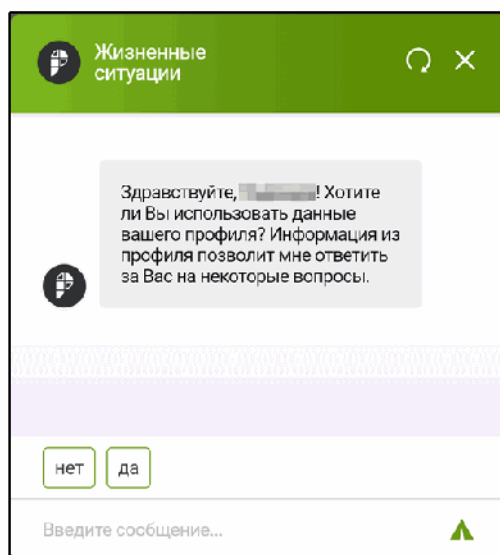 Жизненные
ситуации
Здравствуйте, ! Хотите
ли Вы использовать данные
вашего профиля? Информация из
профиля позволит мне ответить
за Вас на некоторые вопросы.
нет да
Введите сообщение...